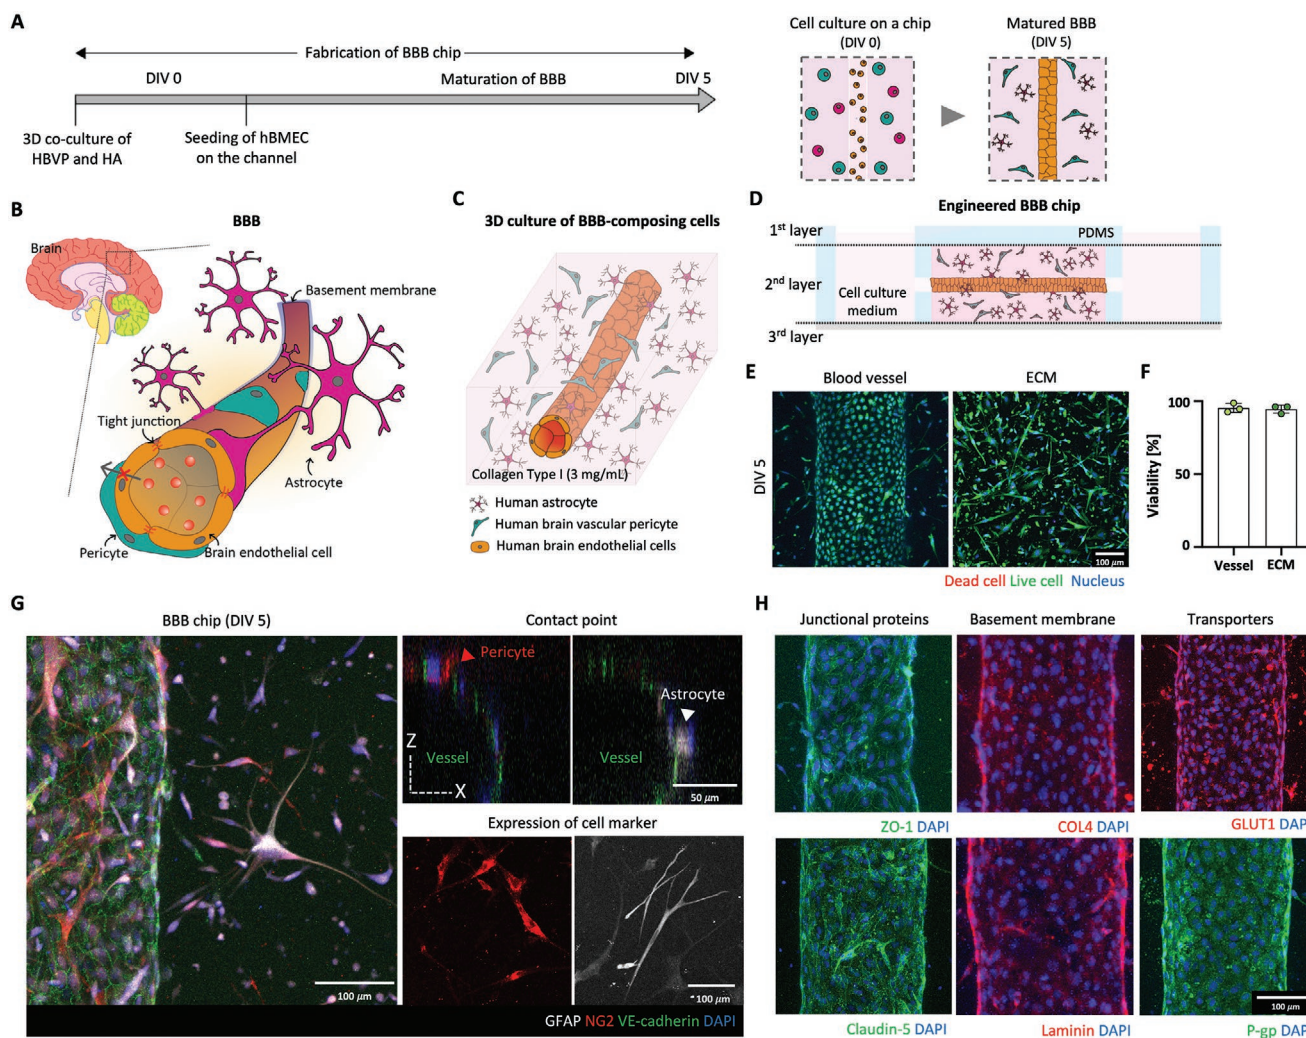 A
Fabrication of BBB chip
DIV 0
Maturation of BBB
DIV 5
3D co-culture of
HBVP and HA
Seeding of hBMEC
on the channel
Cell culture on a chip
(DIV 0)
Matured BBB
(DIV 5)
B
BBB
Brain
Basement membrane
Tight junction
Astrocyte
Pericyte
Brain endothelial cell
C
3D culture of BBB-composing cells
Collagen Type I (3 mg/mL)
Human astrocyte
Human brain vascular pericyte
Human brain endothelial cells
D
Engineered BBB chip
1st layer
PDMS
2nd layer
Cell culture
medium
3rd layer
E
Blood vessel
ECM
DIV 5
100 μm
Dead cell Live cell Nucleus
F
Viability [%]
100
50
0
Vessel
ECM
G
BBB chip (DIV 5)
100 μm
Contact point
Pericyte
Vessel
Z
X
Astrocyte
Vessel
50 μm
Expression of cell marker
100 μm
GFAP NG2 VE-cadherin DAPI
H
Junctional proteins
Basement membrane
Transporters
ZO-1 DAPI
COL4 DAPI
GLUT1 DAPI
100 μm
Claudin-5 DAPI
Laminin DAPI
P-gp DAPI